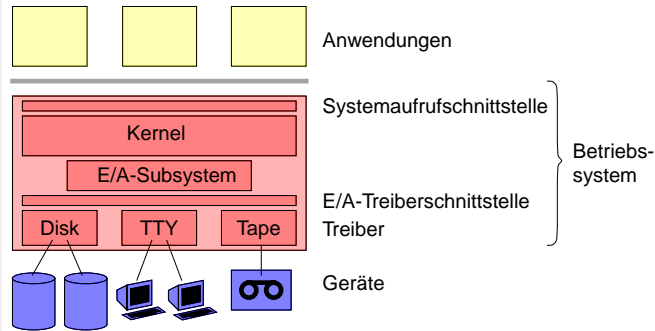 Anwendungen
Systemaufrufschnittstelle
Kernel
Betriebs-
system
E/A-Subsystem
E/A-Treiberschnittstelle
Disk TTY Tape Treiber
Geräte